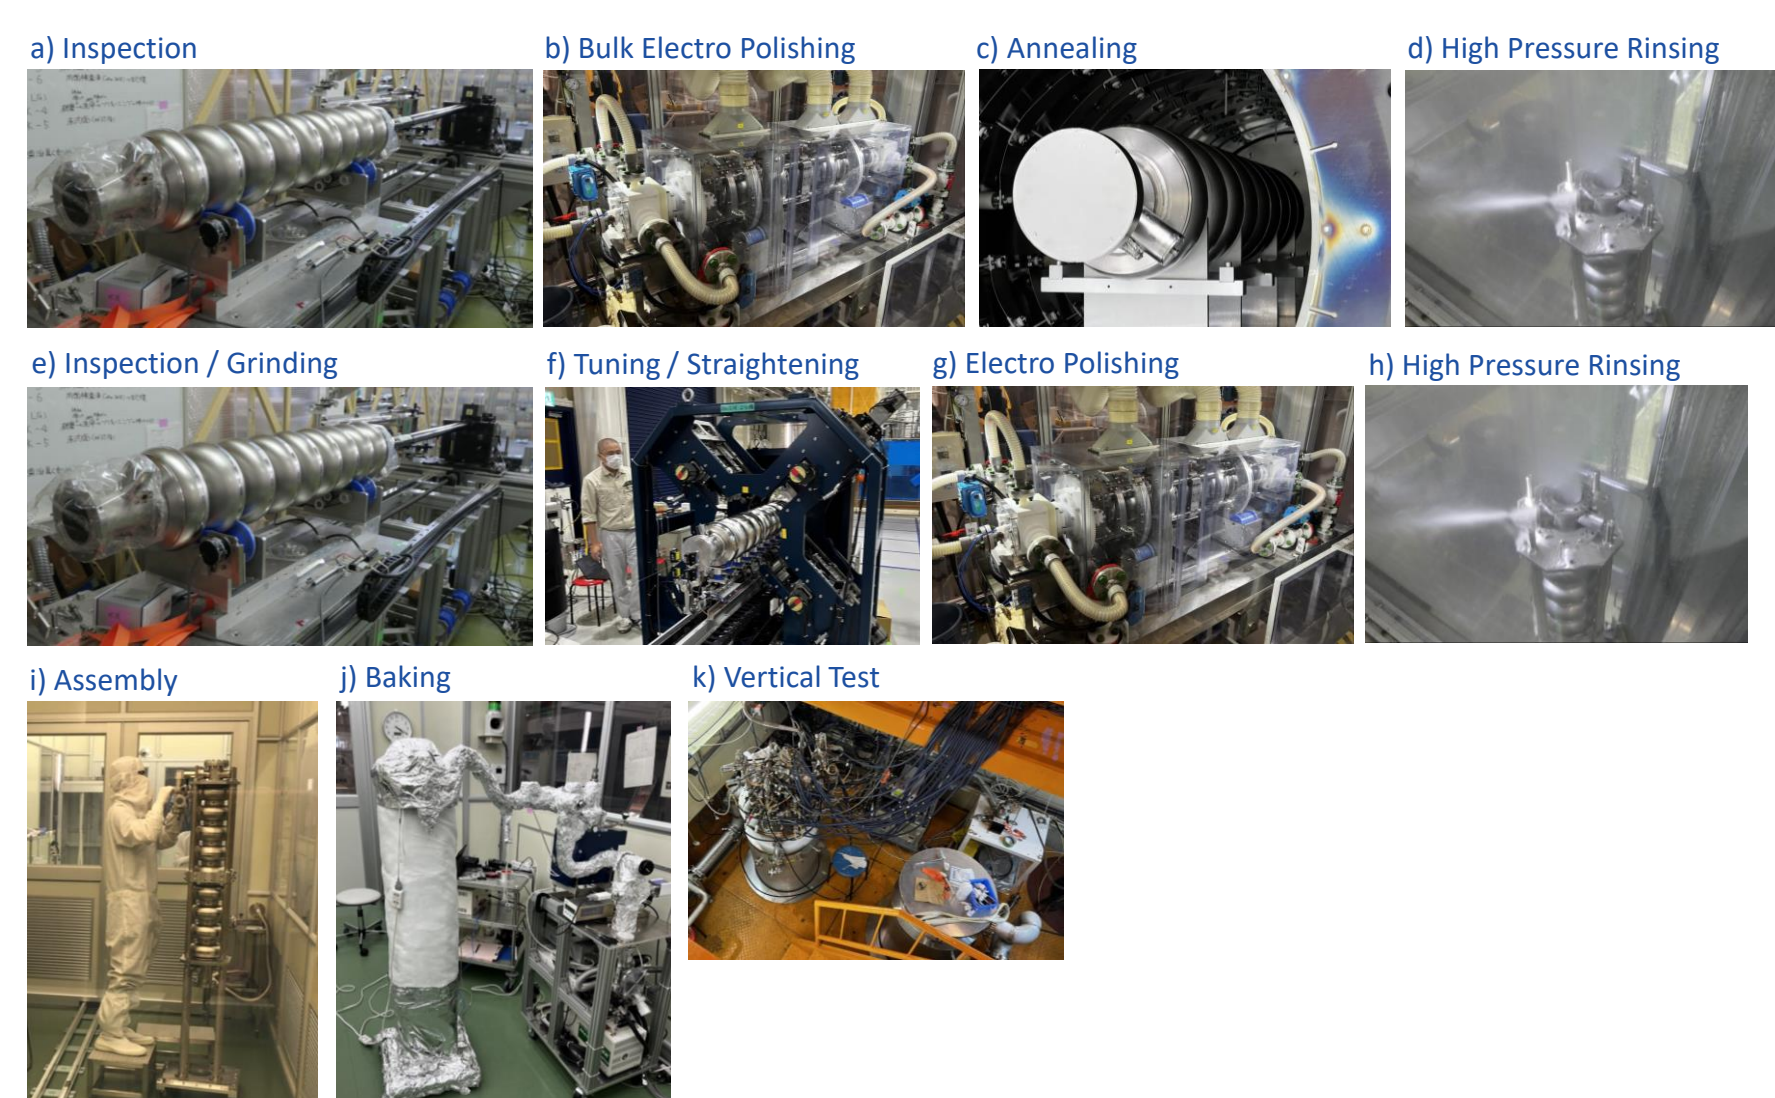 a) Inspection
b) Bulk Electro Polishing
c) Annealing
d) High Pressure Rinsing
e) Inspection / Grinding
f) Tuning / Straightening
g) Electro Polishing
h) High Pressure Rinsing
i) Assembly
j) Baking
k) Vertical Test